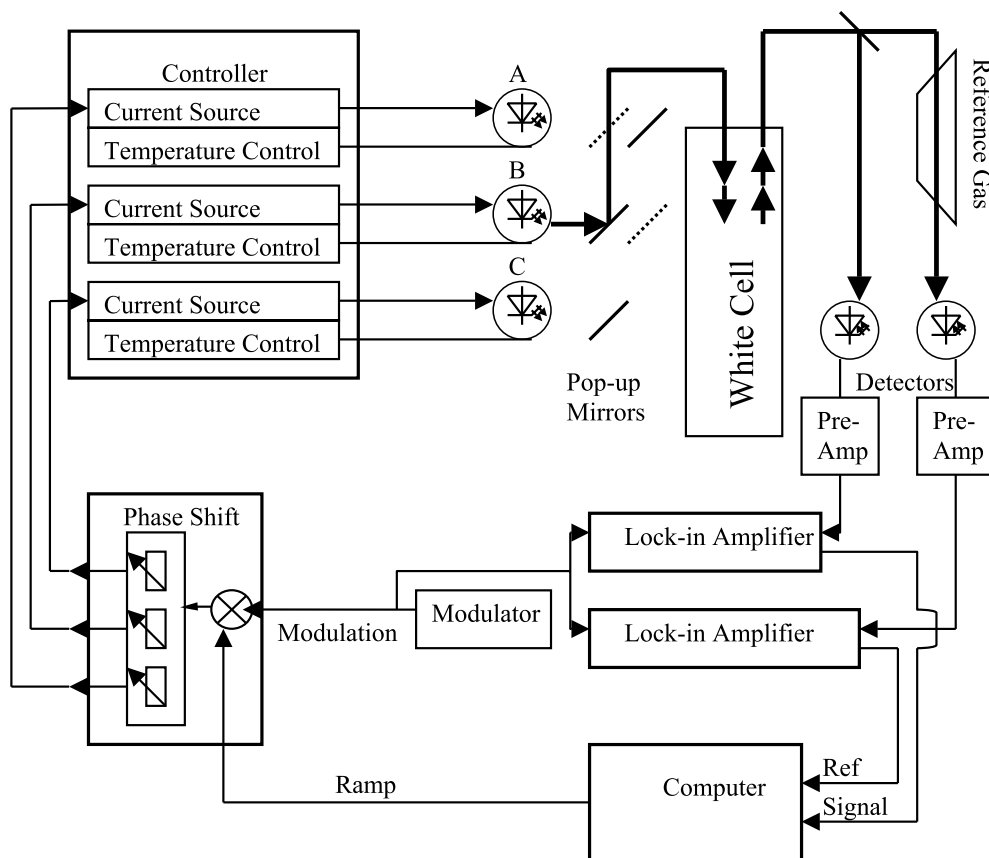 Controller
Current Source
Temperature Control
Current Source
Temperature Control
Current Source
Temperature Control
A
B
C
Pop-up
Mirrors
White Cell
Reference Gas
Detectors
Pre-
Amp
Pre-
Amp
Phase Shift
Modulation
Modulator
Lock-in Amplifier
Lock-in Amplifier
Ramp
Computer
Ref
Signal